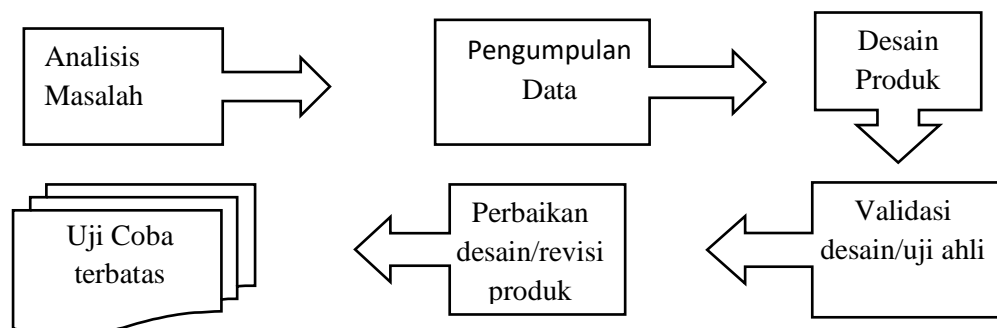 Analisis
Masalah
Pengumpulan
Data
Desain
Produk
Validasi
desain/uji ahli
Perbaikan
desain/revisi
produk
Uji Coba
terbatas